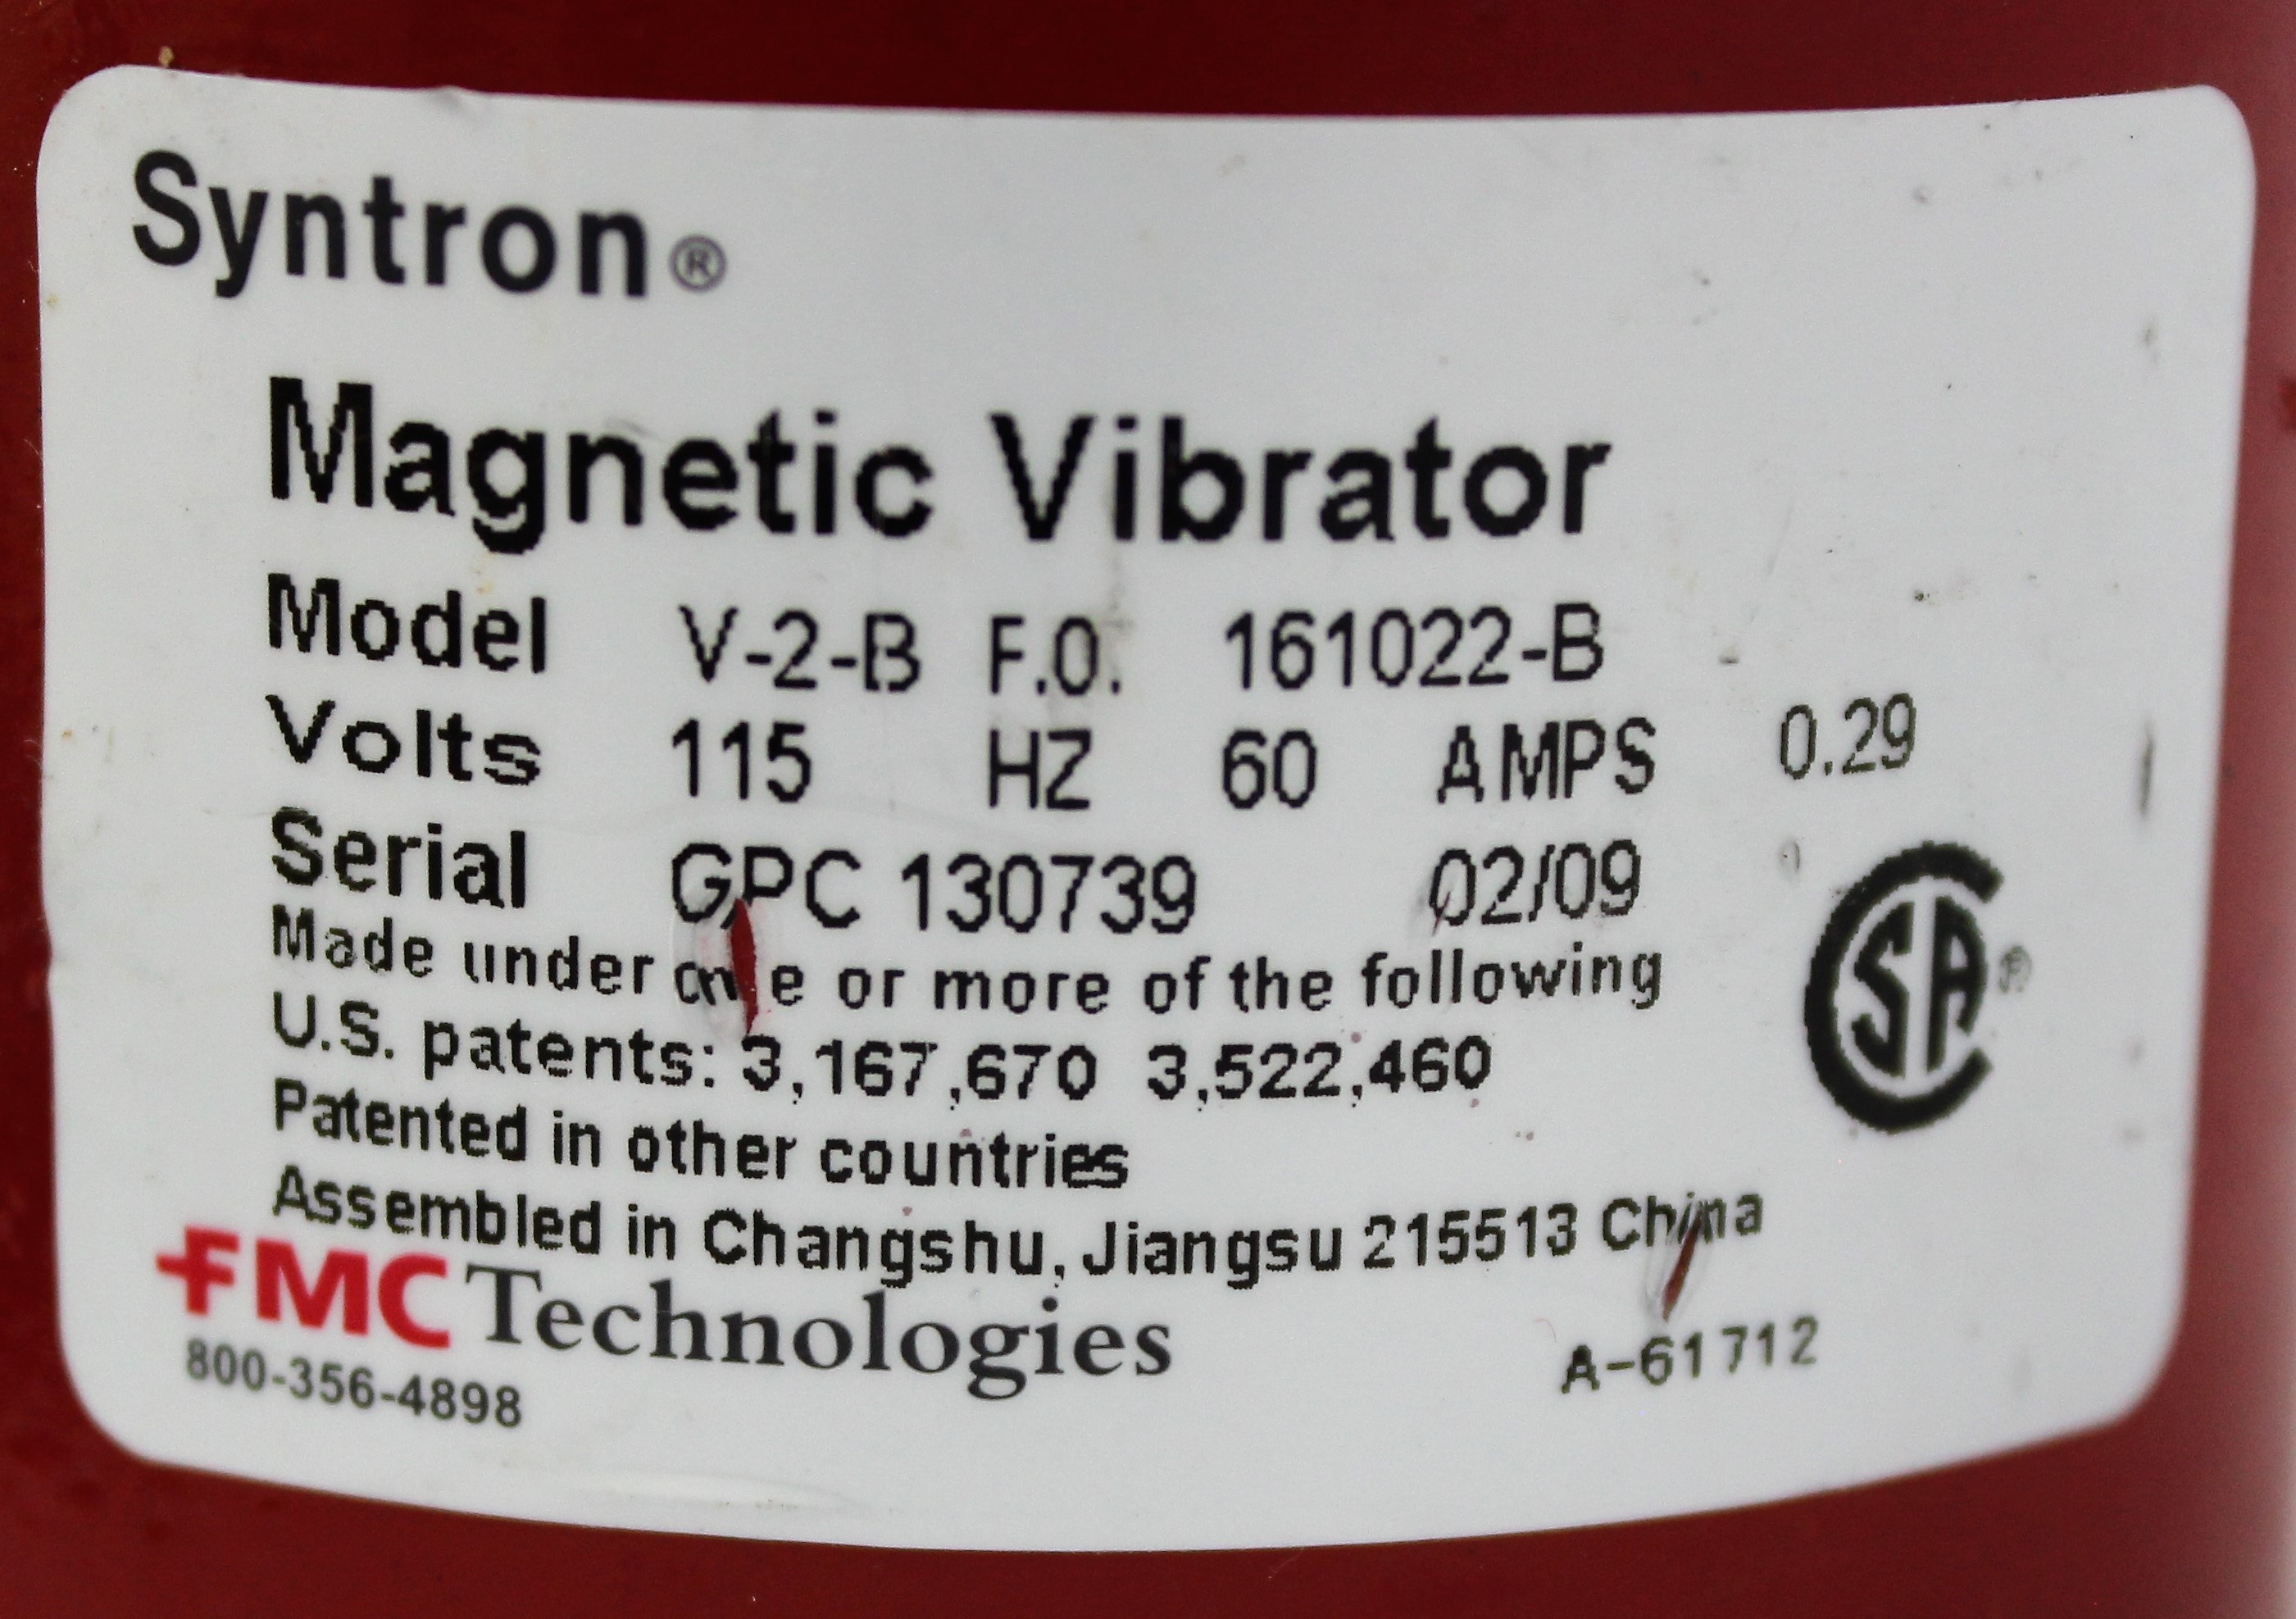 Syntron®
Magnetic Vibrator
Model V-2-B F.O. 161022-B
Volts 115 HZ 60 AMPS 0.29
Serial GPC 130739 02/09
Made under one or more of the following
U.S. patents: 3,167,670 3,522,460
Patented in other countries
Assembled in Changshu, Jiangsu 215513 China
SA®
FMC Technologies
800-356-4898
A-61712